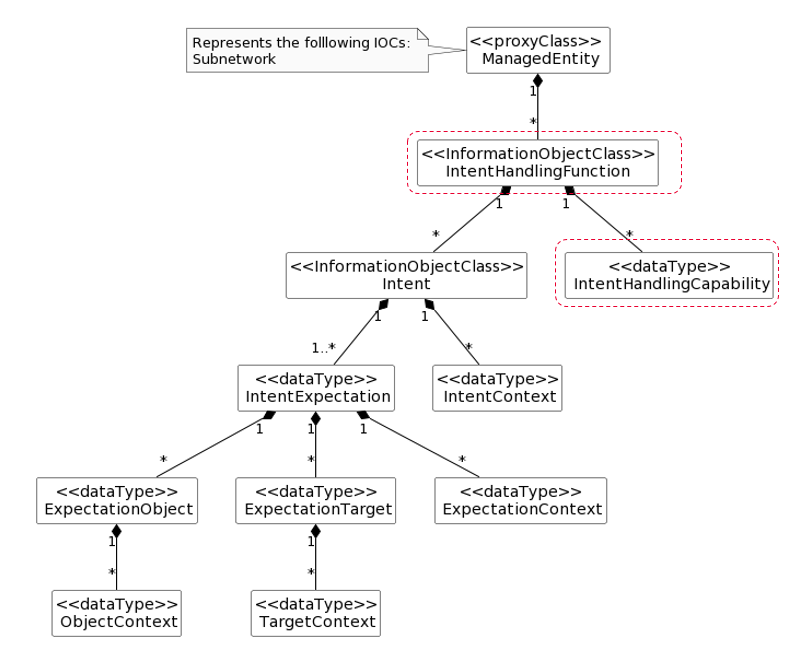 Represents the folllowing IOCs:
Subnetwork
<<proxyClass>>
ManagedEntity
1
*
<<InformationObjectClass>>
IntentHandlingFunction
1
1
*
*
<<InformationObjectClass>>
Intent
<<dataType>>
IntentHandlingCapability
1
1
1..*
*
<<dataType>>
IntentExpectation
<<dataType>>
IntentContext
1
1
1
*
*
*
<<dataType>>
ExpectationObject
<<dataType>>
ExpectationTarget
<<dataType>>
ExpectationContext
1
1
*
*
<<dataType>>
ObjectContext
<<dataType>>
TargetContext